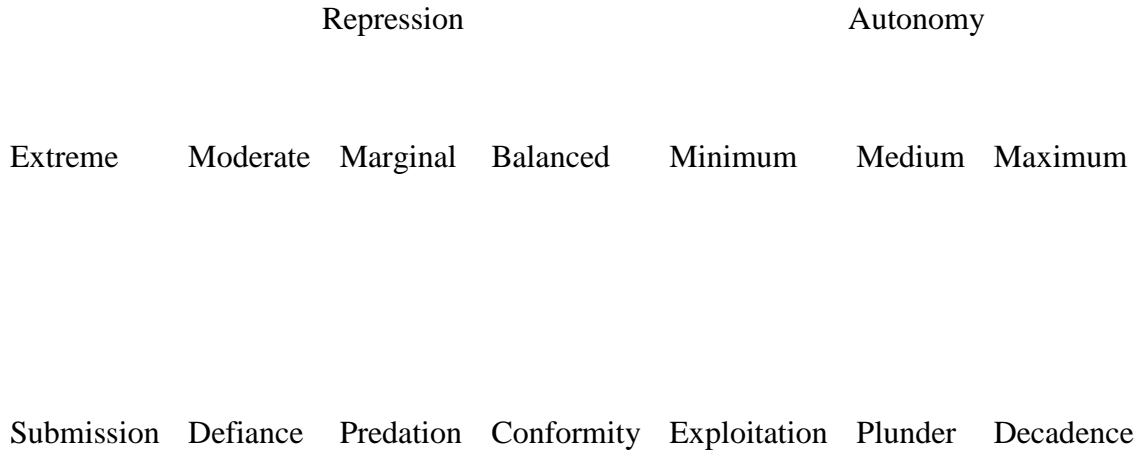 Repression Autonomy
Extreme Moderate Marginal Balanced Minimum Medium Maximum
Submission Defiance Predation Conformity Exploitation Plunder Decadence